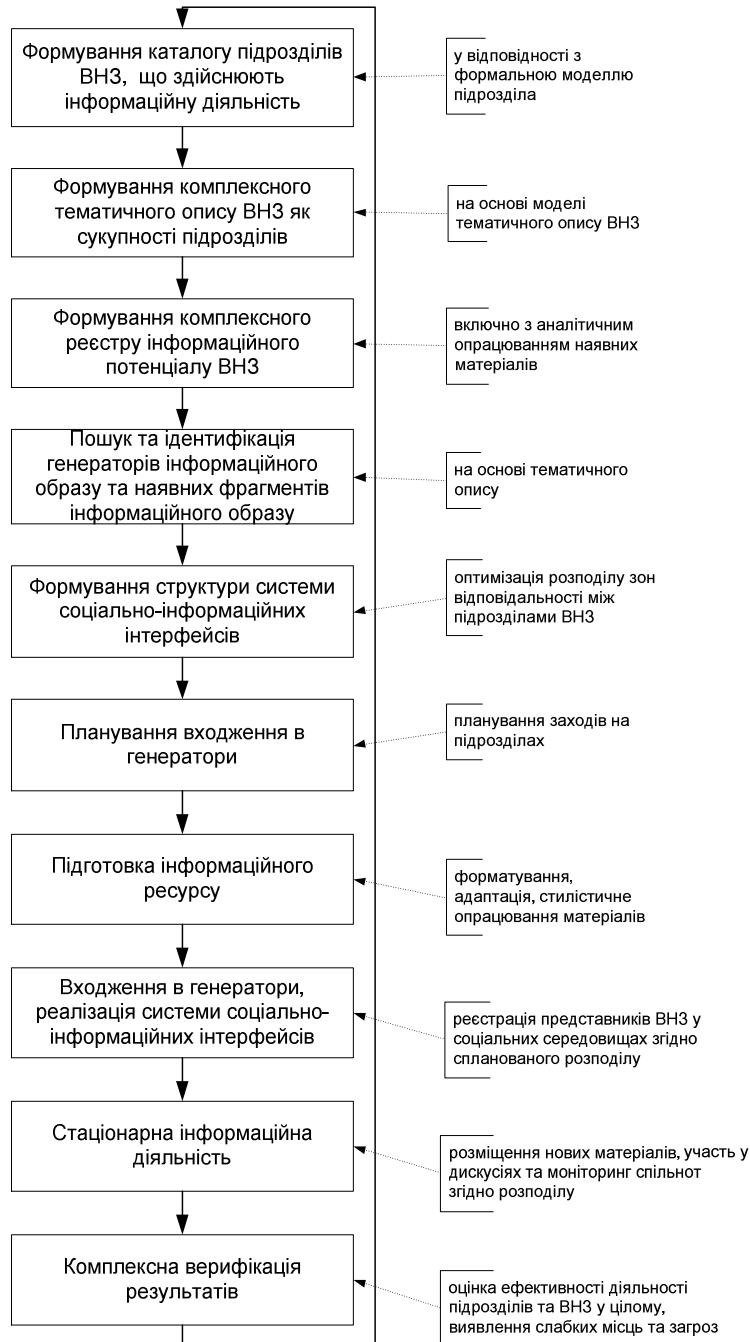 Формування каталогу підрозділів
ВНЗ, що здійснюють
інформаційну діяльність
у відповідності з
формальною моделлю
підрозділа
Формування комплексного
тематичного опису ВНЗ як
сукупності підрозділів
на основі моделі
тематичного опису ВНЗ
Формування комплексного
реєстру інформаційного
потенціалу ВНЗ
включно з аналітичним
опрацюванням наявних
матеріалів
Пошук та ідентифікація
генераторів інформаційного
образу та наявних фрагментів
інформаційного образу
на основі тематичного
опису
Формування структури системи
соціально-інформаційних
інтерфейсів
оптимізація розподілу зон
відповідальності між
підрозділами ВНЗ
Планування входження в
генератори
планування заходів на
підрозділах
Підготовка інформаційного
ресурсу
форматування,
адаптація, стилістичне
опрацювання матеріалів
Входження в генератори,
реалізація системи соціально-
інформаційних інтерфейсів
реєстрація представників ВНЗ у
соціальних середовищах згідно
спланованого розподілу
Стаціонарна інформаційна
діяльність
розміщення нових матеріалів, участь у
дискусіях та моніторинг спільнот
згідно розподілу
Комплексна верифікація
результатів
оцінка ефективності діяльності
підрозділів та ВНЗ у цілому,
виявлення слабких місць та загроз